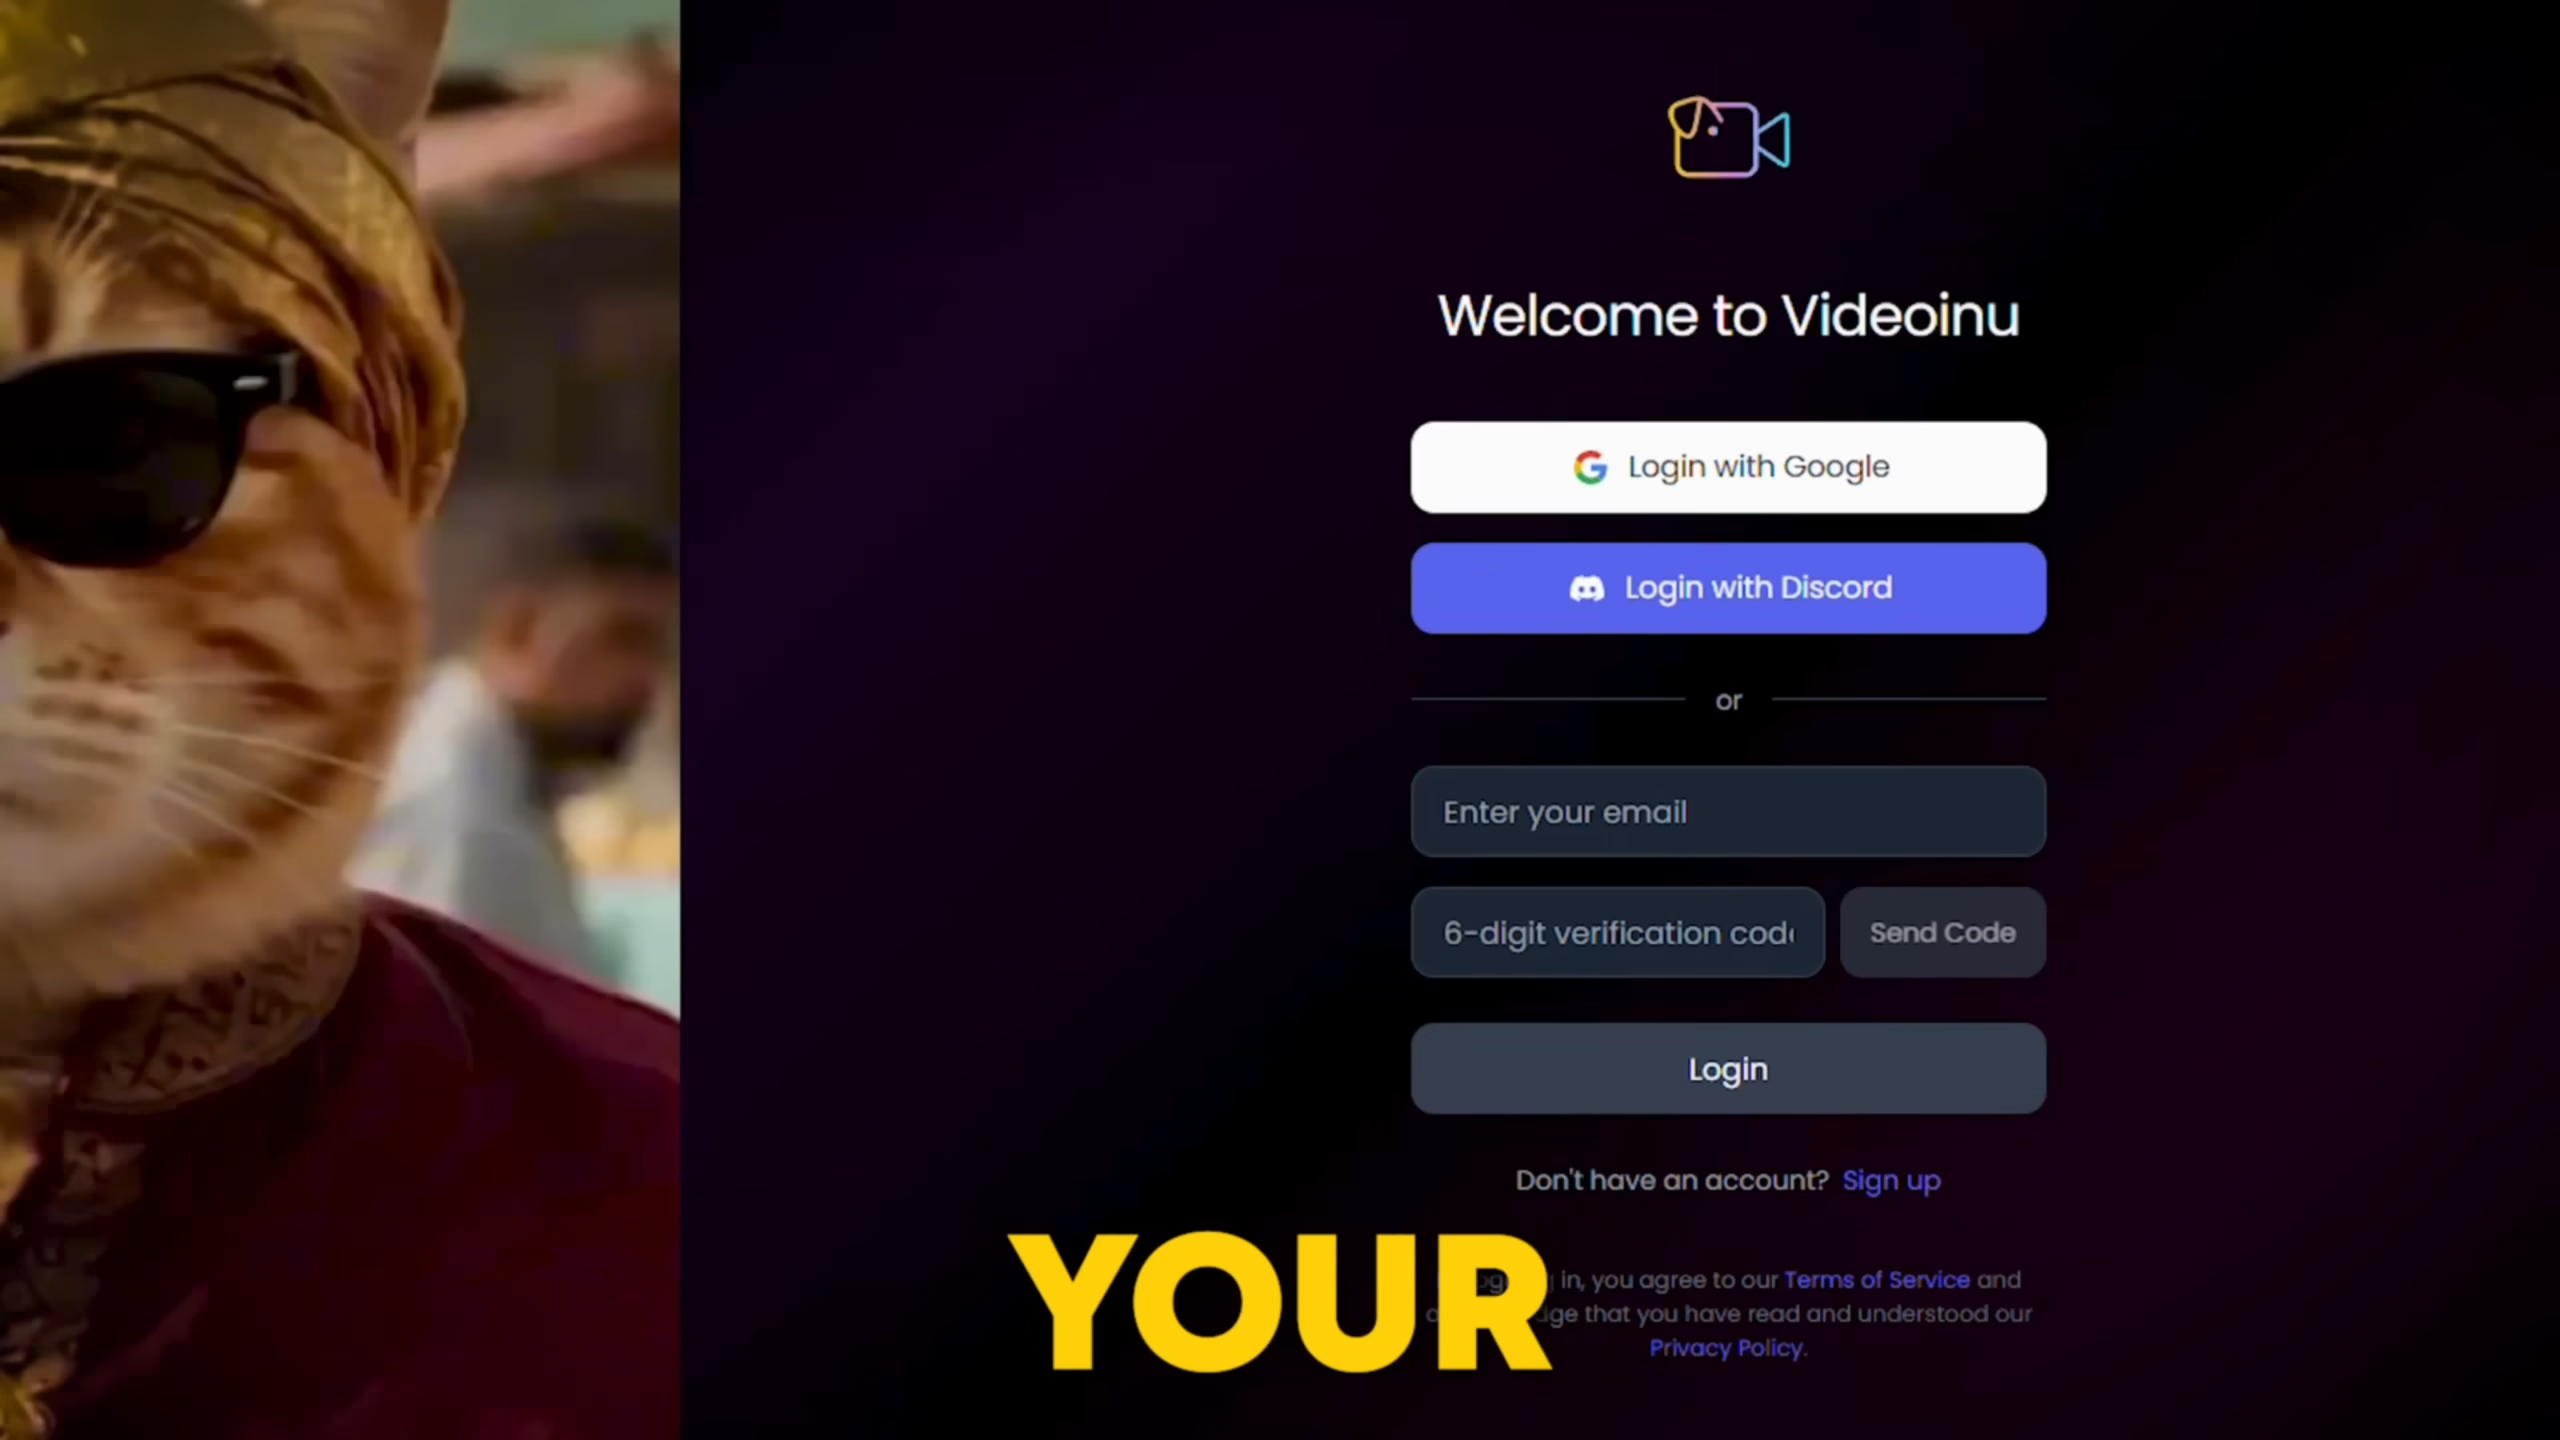 Welcome to Videoinu
Login with Google
Login with Discord
or
Enter your email
6-digit verification cod
Send Code
Login
Don't have an account? Sign up
in, you agree to our Terms of Service and
that you have read and understood our
Privacy Policy.
YOUR